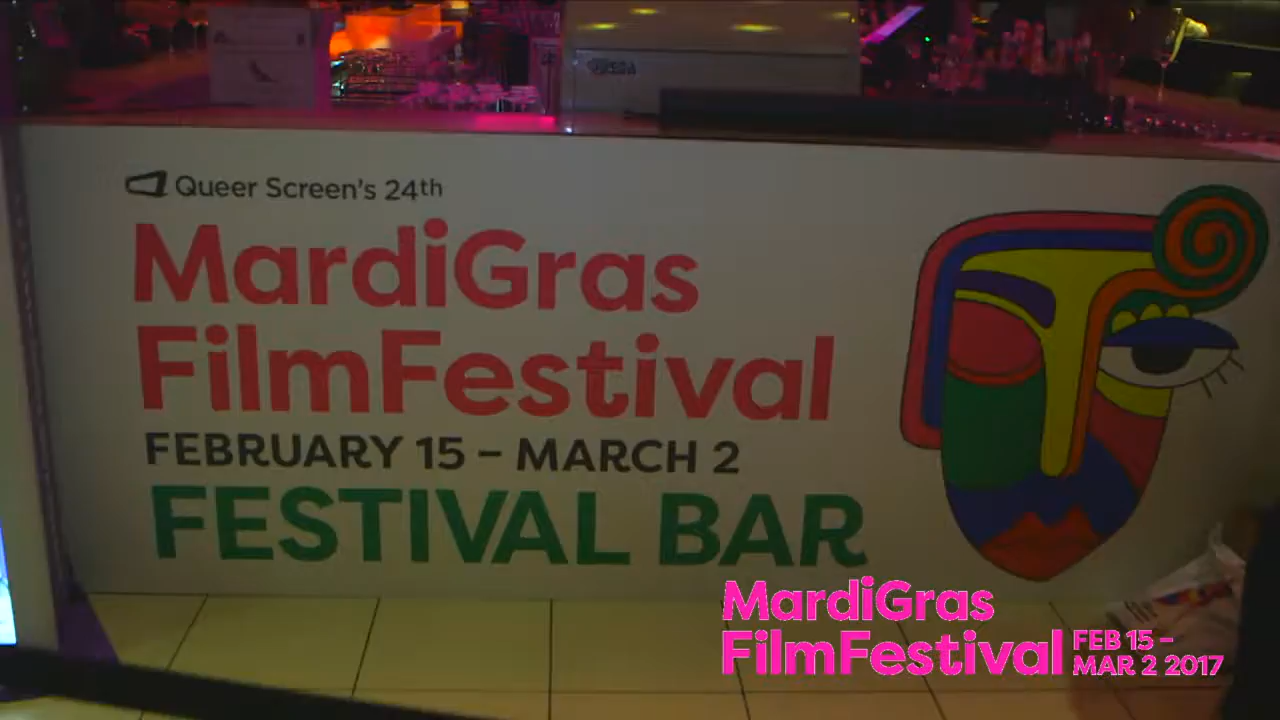 Queer Screen's 24th
MardiGras
FilmFestival
FEBRUARY 15 – MARCH 2
FESTIVAL BAR
MardiGras
FilmFestival FEB 15 –
MAR 2 2017